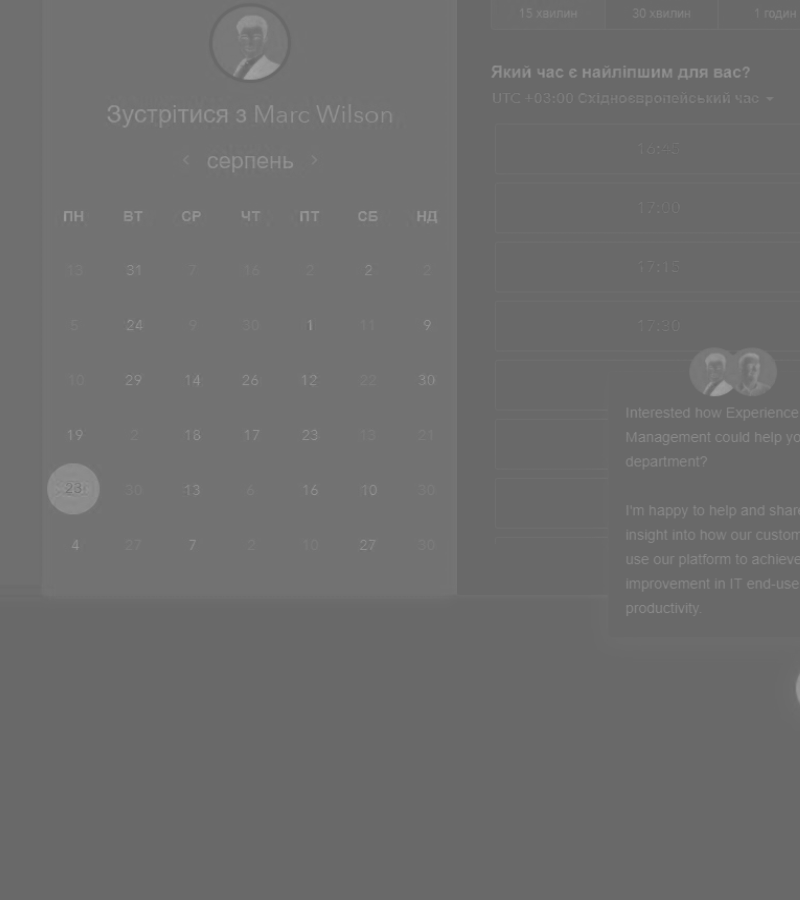 15 хвилин
30 хвилин
1 годин
Зустрітися з Marc Wilson
серпень
ПН ВТ СР ЧТ ПТ СБ НД
13 31 7 16 2 2 2
5 24 9 30 1 11 9
10 29 14 26 12 22 30
19 2 18 17 23 13 21
23 30 13 6 16 10 30
4 27 7 2 10 27 30
Який час є найліпшим для вас?
UTC +03:00 Східноєвропейський час
16:45
17:00
17:15
17:30
Interested how Experience
Management could help yo
department?
I'm happy to help and share
insight into how our custom
use our platform to achieve
improvement in IT end-use
productivity.